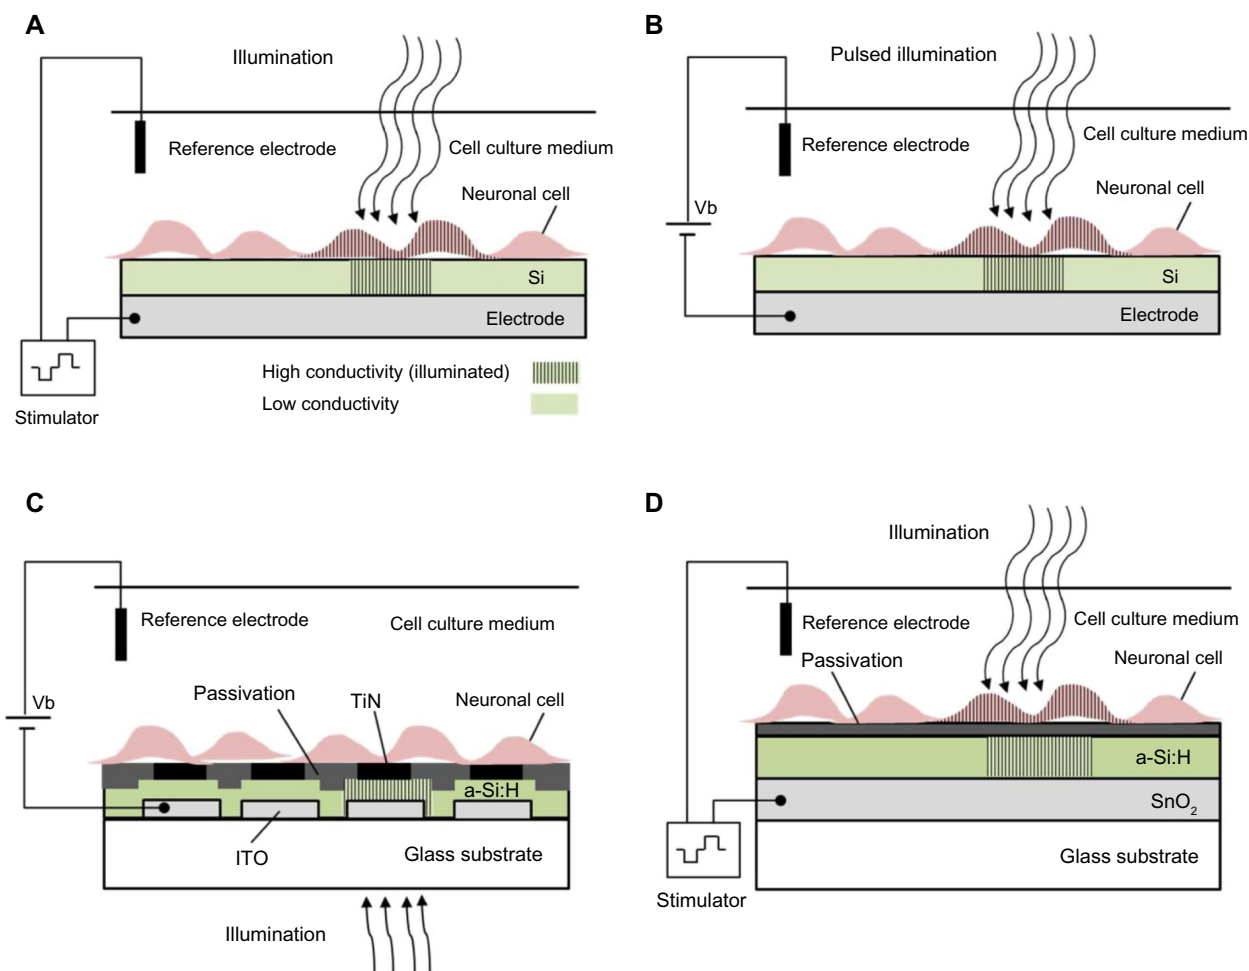 A
Illumination
Reference electrode
Cell culture medium
Neuronal cell
Si
Electrode
Stimulator
High conductivity (illuminated)
Low conductivity
B
Pulsed illumination
Cell culture medium
Reference electrode
Neuronal cell
Vb
Si
Electrode
C
Reference electrode
Cell culture medium
Vb
Passivation
TiN
Neuronal cell
a-Si:H
ITO
Glass substrate
Illumination
D
Illumination
Reference electrode
Cell culture medium
Passivation
Neuronal cell
a-Si:H
SnO2
Glass substrate
Stimulator